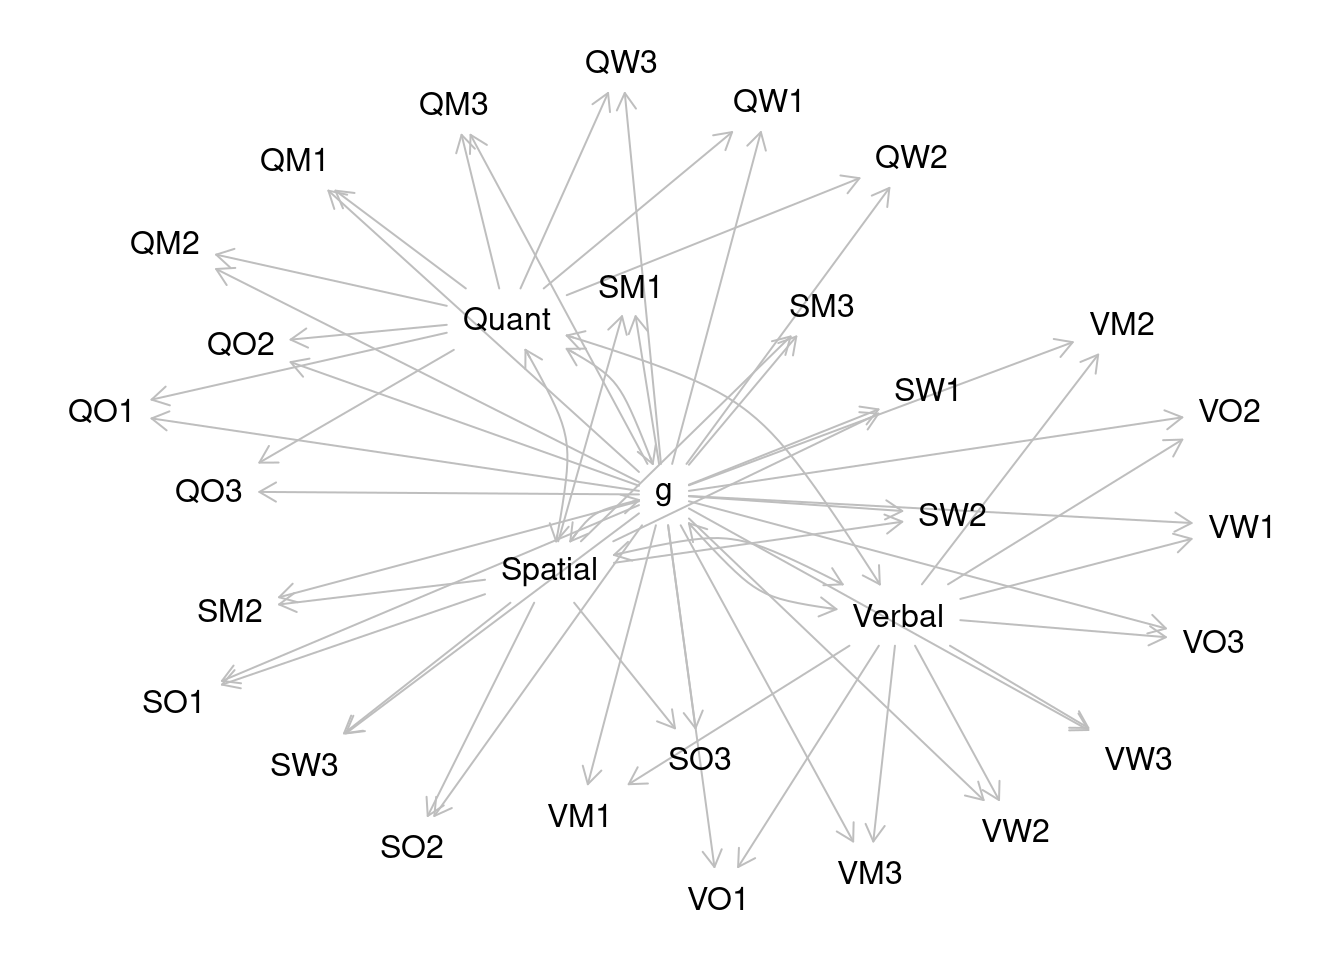 QW3
QW1
QM3
QW2
QM1
QM2
SM1
SM3
Quant
VM2
QO2
SW1
QO1
VO2
QO3
g
SW2
VW1
Spatial
SM2
Verbal
VO3
SO1
SO3
VW3
SW3
VM1
VW2
SO2
VM3
VO1